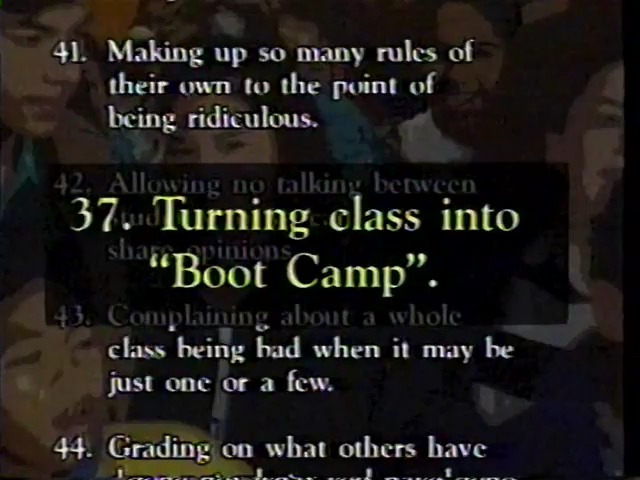 41. Making up so many rules of
their own to the point of
being ridiculous.
42. Allowing no talking between
37. Turning class into
share opinions
"Boot Camp".
43. Complaining about a whole
class being bad when it may be
just one or a few.
44. Grading on what others have